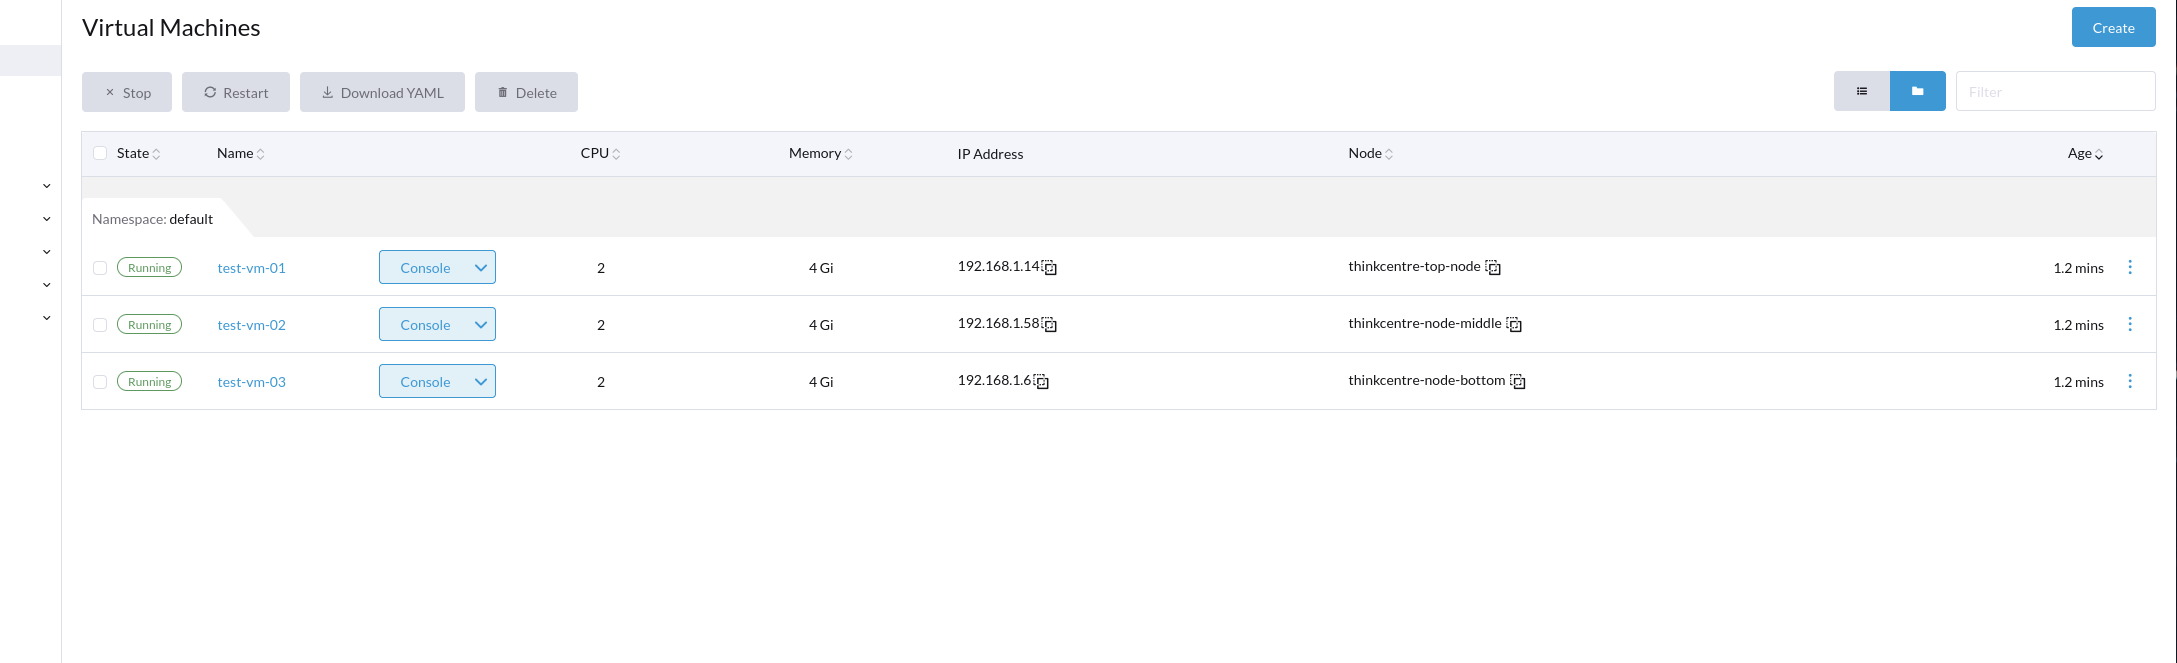 Virtual Machines
Create
Stop Restart Download YAML Delete
Filter
State Name CPU Memory IP Address Node Age
Namespace: default
Running test-vm-01 Console 2 4 Gi 192.168.1.14 thinkcentre-top-node 1.2 mins
Running test-vm-02 Console 2 4 Gi 192.168.1.58 thinkcentre-node-middle 1.2 mins
Running test-vm-03 Console 2 4 Gi 192.168.1.6 thinkcentre-node-bottom 1.2 mins